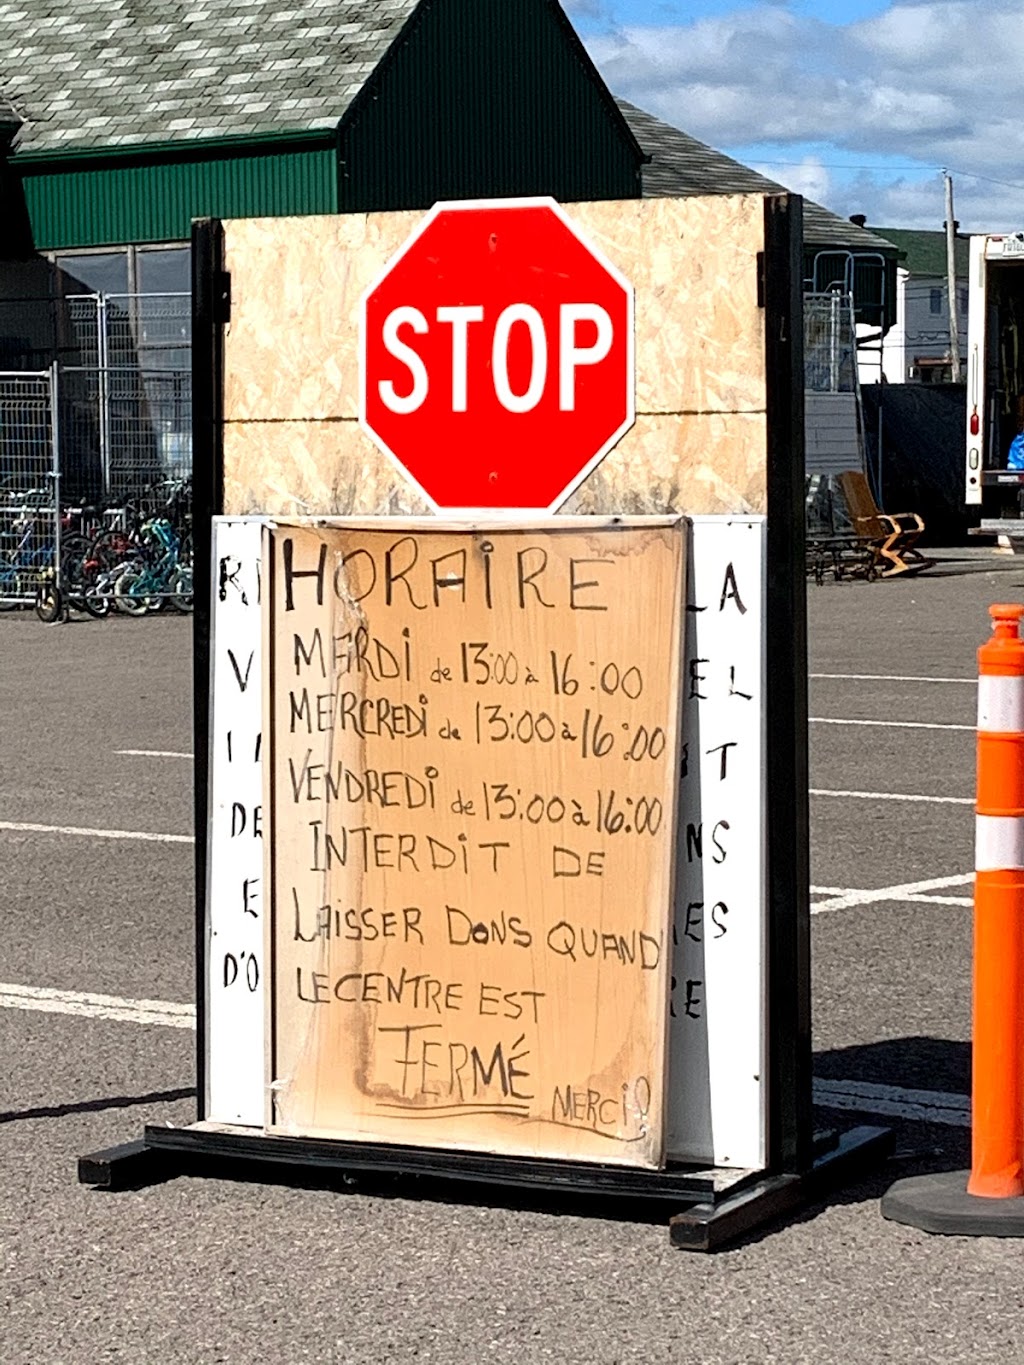 STOP
HORAIRE
MARDI de 13:00 à 16:00
MERCREDI de 13:00 à 16:00
VENDREDI de 13:00 à 16:00
INTERDIT DE
LAISSER DONS QUAND
LE CENTRE EST
FERMÉ
MERCI!